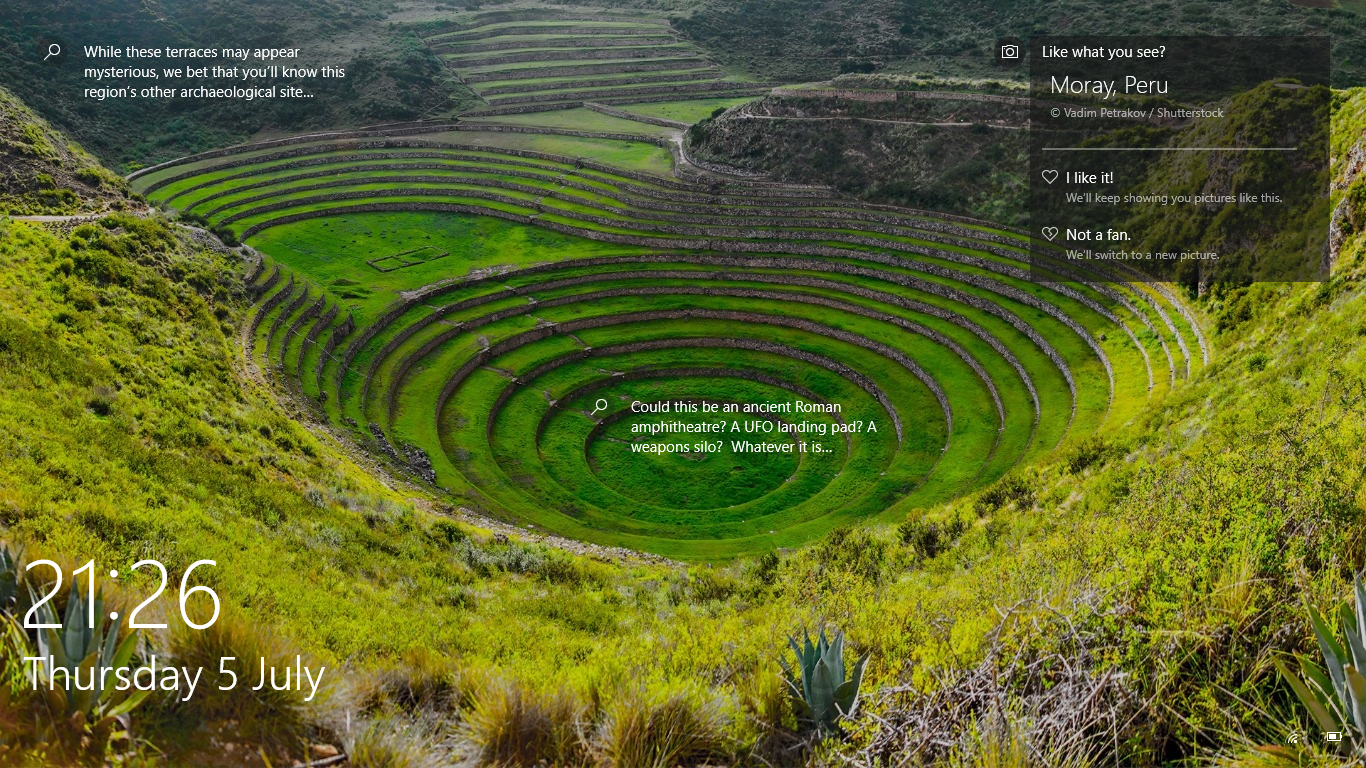 While these terraces may appear
mysterious, we bet that you'll know this
region's other archaeological site...
Like what you see?
Moray, Peru
© Vadim Petrakov / Shutterstock
I like it!
We'll keep showing you pictures like this.
Not a fan.
We'll switch to a new picture.
Could this be an ancient Roman
amphitheatre? A UFO landing pad? A
weapons silo?  Whatever it is...
21:26
Thursday 5 July